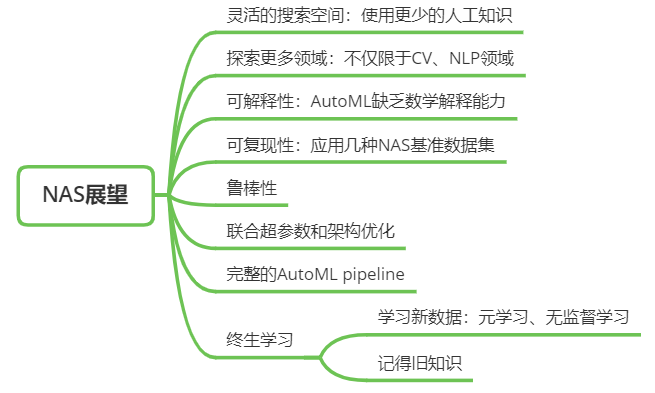 灵活的搜索空间：使用更少的人工知识
探索更多领域：不仅限于CV、NLP领域
可解释性：AutoML缺乏数学解释能力
可复现性：应用几种NAS基准数据集
NAS展望
鲁棒性
联合超参数和架构优化
完整的AutoML pipeline
终生学习
学习新数据：元学习、无监督学习
记得旧知识